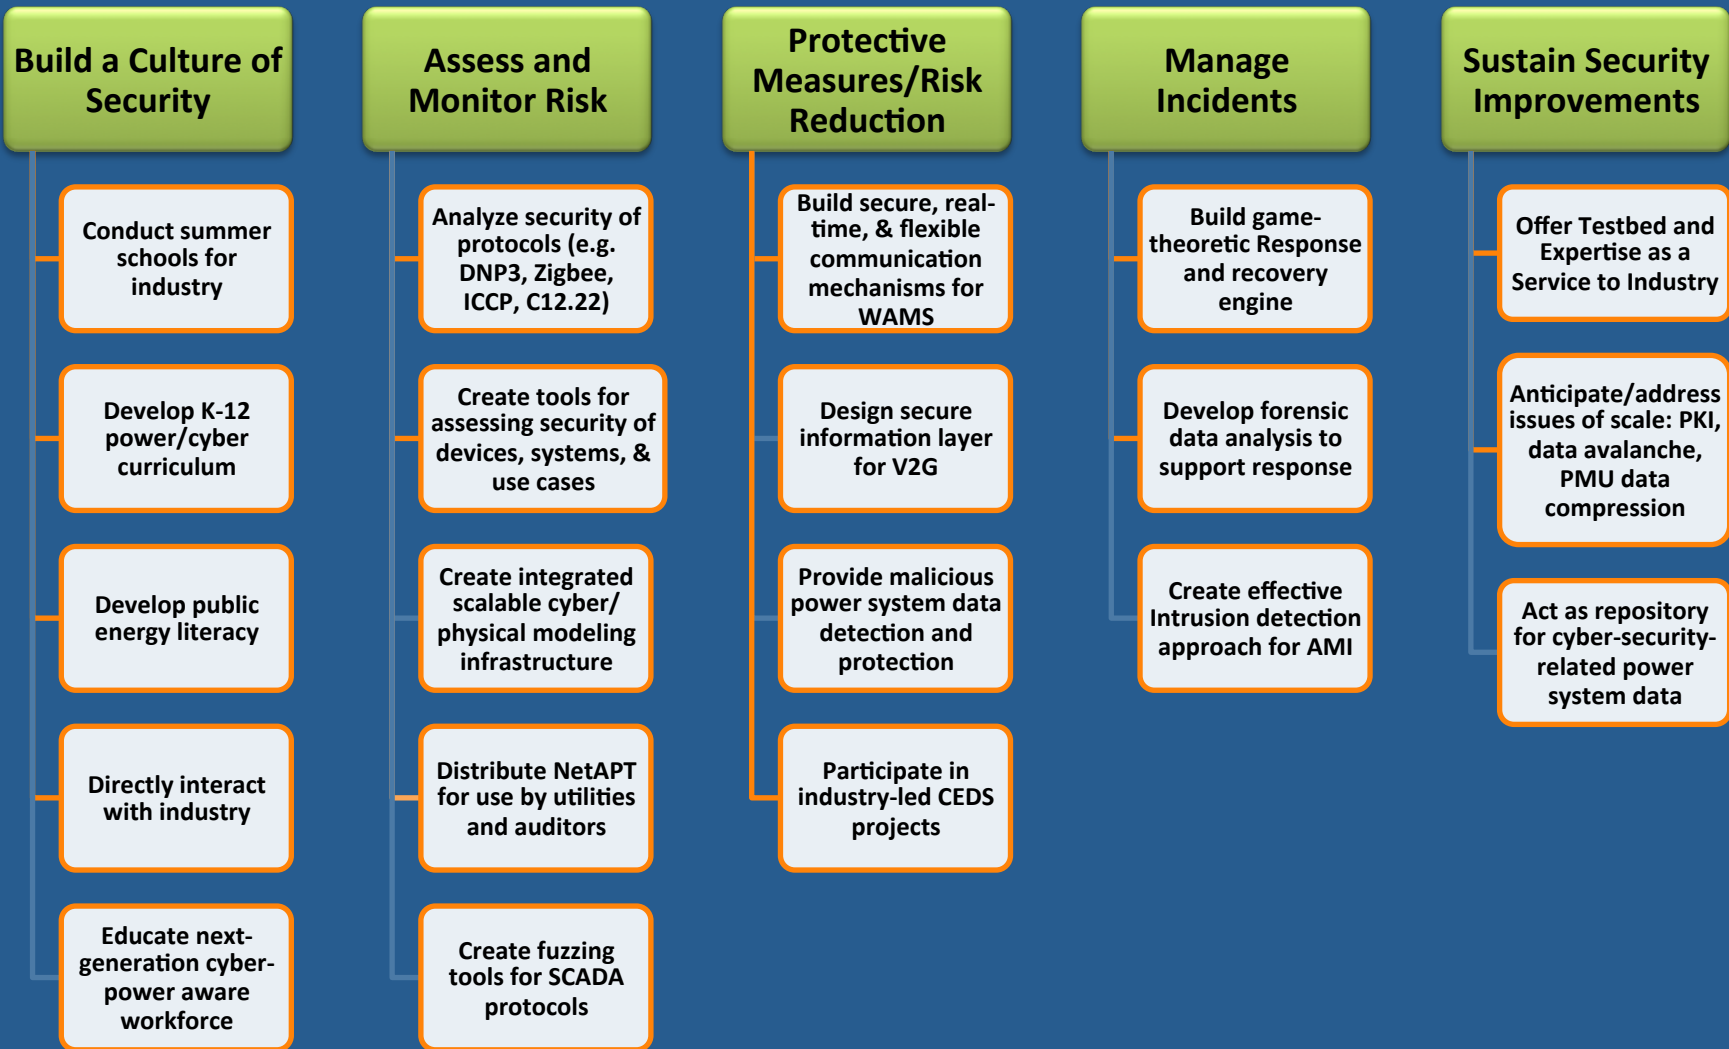 Build a Culture of
Security
Conduct summer
schools for
industry
Develop K-12
power/cyber
curriculum
Develop public
energy literacy
Directly interact
with industry
Educate next-
generation cyber-
power aware
workforce
Assess and
Monitor Risk
Analyze security of
protocols (e.g.
DNP3, Zigbee,
ICCP, C12.22)
Create tools for
assessing security of
devices, systems, &
use cases
Create integrated
scalable cyber/
physical modeling
infrastructure
Distribute NetAPT
for use by utilities
and auditors
Create fuzzing
tools for SCADA
protocols
Protective
Measures/Risk
Reduction
Build secure, real-
time, & flexible
communication
mechanisms for
WAMS
Design secure
information layer
for V2G
Provide malicious
power system data
detection and
protection
Participate in
industry-led CEDS
projects
Manage
Incidents
Build game-
theoretic Response
and recovery
engine
Develop forensic
data analysis to
support response
Create effective
Intrusion detection
approach for AMI
Sustain Security
Improvements
Offer Testbed and
Expertise as a
Service to Industry
Anticipate/address
issues of scale: PKI,
data avalanche,
PMU data
compression
Act as repository
for cyber-security-
related power
system data